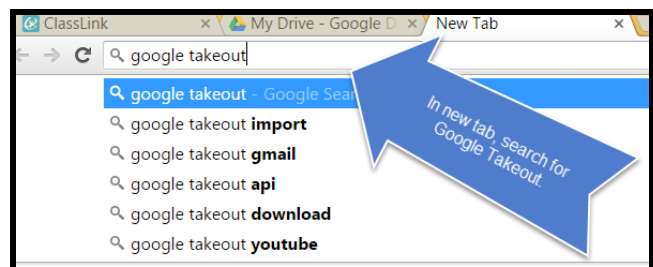 ClassLink My Drive - Google D New Tab
google takeout
google takeout - Google Sear
google takeout import
google takeout gmail
google takeout api
google takeout download
google takeout youtube
In new tab, search for
Google Takeout.